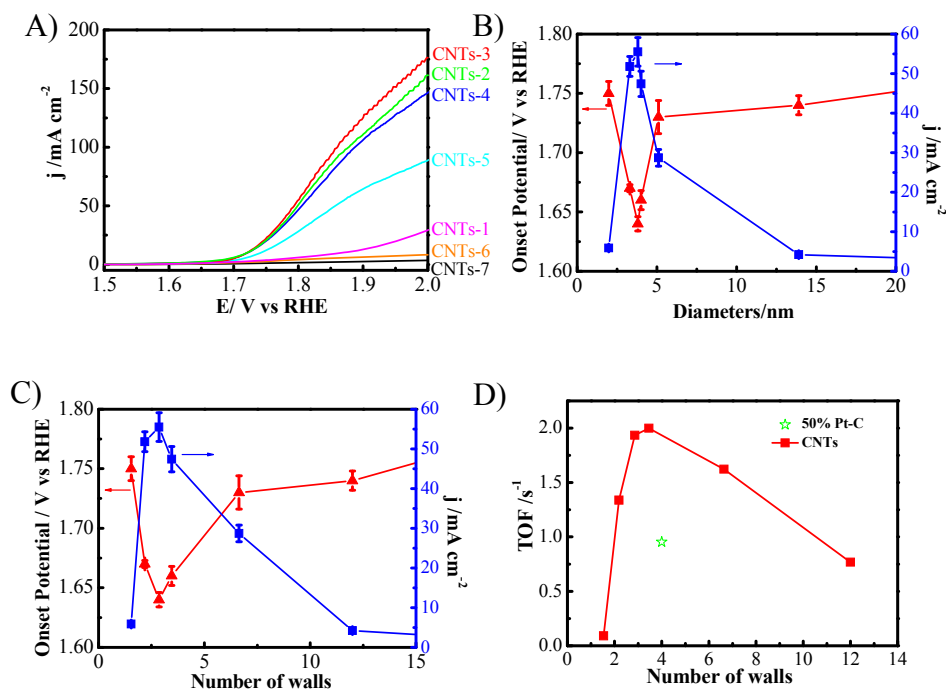 A)
200
150
100
50
0
j /mA cm-2
1.5 1.6 1.7 1.8 1.9 2.0
E/ V vs RHE
CNTs-3
CNTs-2
CNTs-4
CNTs-5
CNTs-1
CNTs-6
CNTs-7
B)
1.80
1.75
1.70
1.65
1.60
Onset Potential/ V vs RHE
0 5 10 15 20
Diameters/nm
60
50
40
30
20
10
0
j /mA cm-2
C)
1.80
1.75
1.70
1.65
1.60
Onset Potential / V vs RHE
0 5 10 15
Number of walls
60
50
40
30
20
10
0
j /mA cm-2
D)
2.0
1.5
1.0
0.5
0.0
TOF /s-1
50% Pt-C
CNTs
0 2 4 6 8 10 12 14
Number of walls